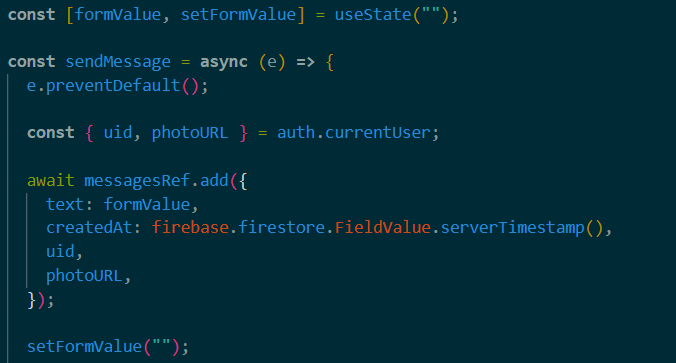 const [formValue, setFormValue] = useState("");
const sendMessage = async (e) => {
e.preventDefault();
const { uid, photoURL } = auth.currentUser;
await messagesRef.add({
text: formValue,
createdAt: firebase.firestore.FieldValue.serverTimestamp(),
uid,
photoURL,
});
setFormValue("");